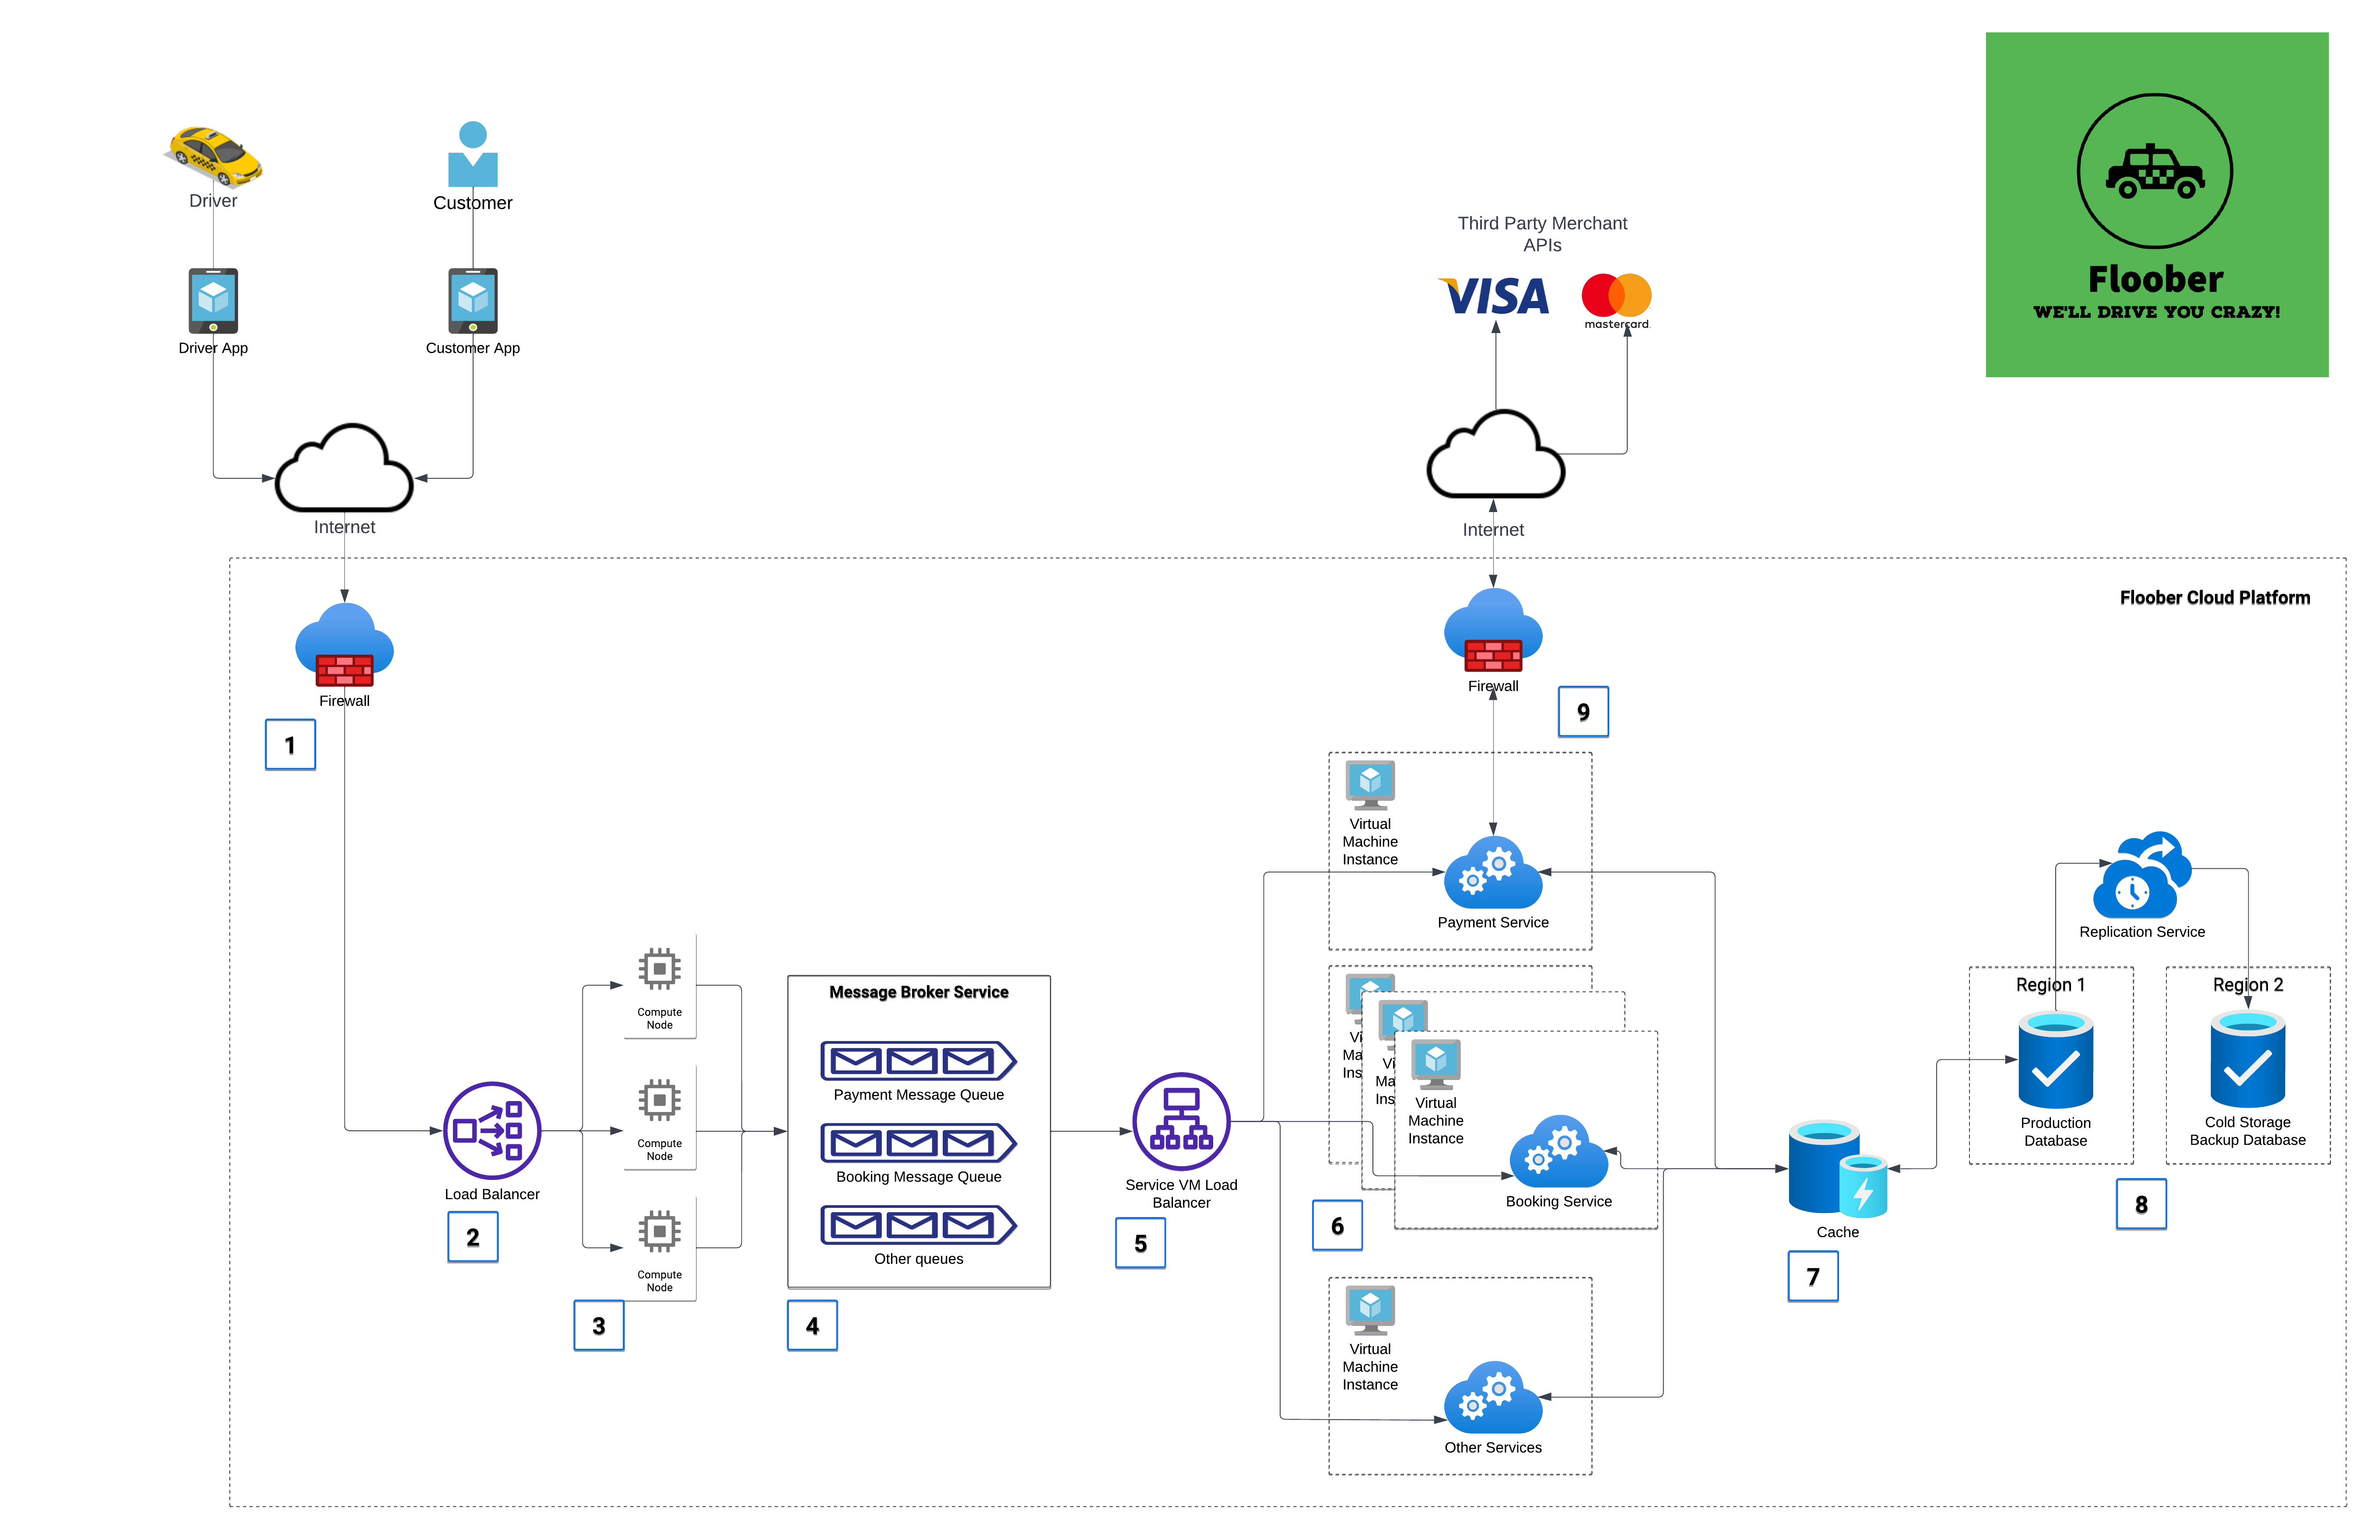 Driver
Customer
Driver App
Customer App
Internet
Third Party Merchant
APIs
VISA
mastercard
Internet
Floober
WE'LL DRIVE YOU CRAZY!
Floober Cloud Platform
Firewall
1
Firewall
9
Load Balancer
2
Compute
Node
Compute
Node
Compute
Node
3
Message Broker Service
Payment Message Queue
Booking Message Queue
Other queues
4
Service VM Load
Balancer
5
Virtual
Machine
Instance
Payment Service
Vi
Ma
Ins
Vi
Ma
Ins
Virtual
Machine
Instance
Booking Service
6
Virtual
Machine
Instance
Other Services
Cache
7
Replication Service
Region 1
Production
Database
Region 2
Cold Storage
Backup Database
8